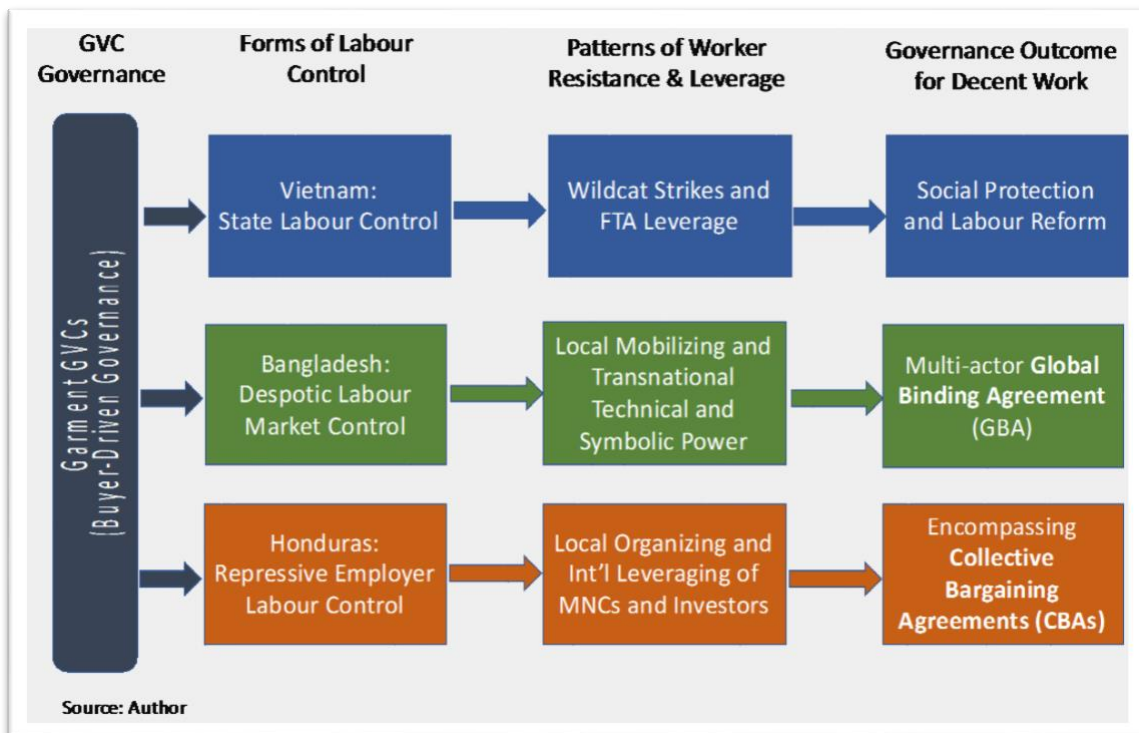 GVC
Governance
Forms of Labour
Control
Patterns of Worker
Resistance & Leverage
Governance Outcome
for Decent Work
Garment GVCs
(Buyer-Driven Governance)
Vietnam:
State Labour Control
Wildcat Strikes and
FTA Leverage
Social Protection
and Labour Reform
Bangladesh:
Despotic Labour
Market Control
Local Mobilizing and
Transnational
Technical and
Symbolic Power
Multi-actor Global
Binding Agreement
(GBA)
Honduras:
Repressive Employer
Labour Control
Local Organizing and
Int'l Leveraging of
MNCs and Investors
Encompassing
Collective
Bargaining
Agreements (CBAs)
Source: Author